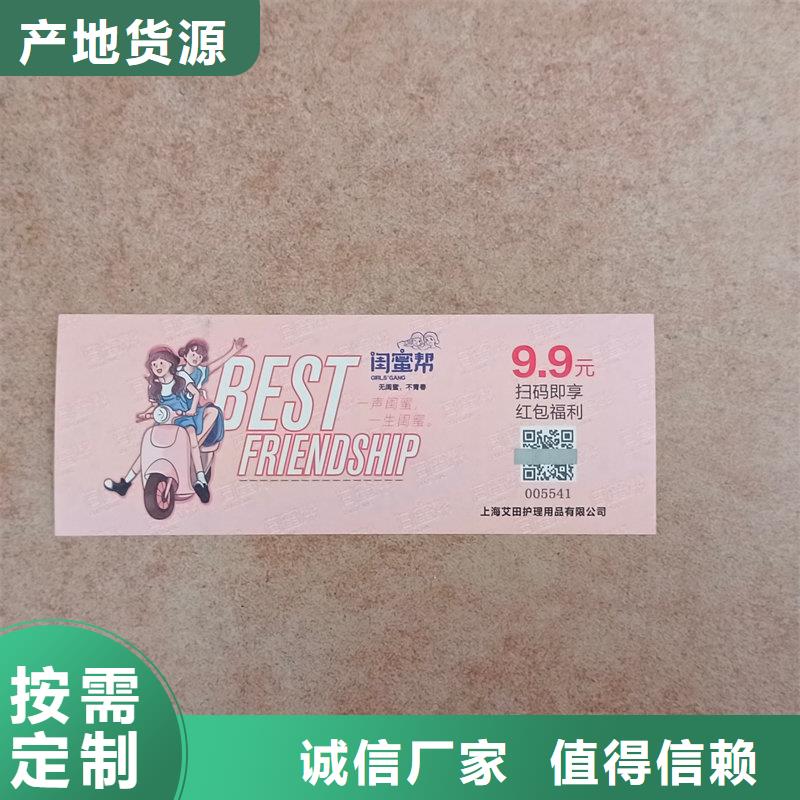 产地货源
BEST
FRIENDSHIP
闺蜜帮
GIRLS' GANG
无闺蜜，不青春
一声闺蜜，
一生闺蜜。
9.9元
扫码即享
红包福利
005541
上海艾田护理用品有限公司
按需
定制
诚信厂家 值得信赖